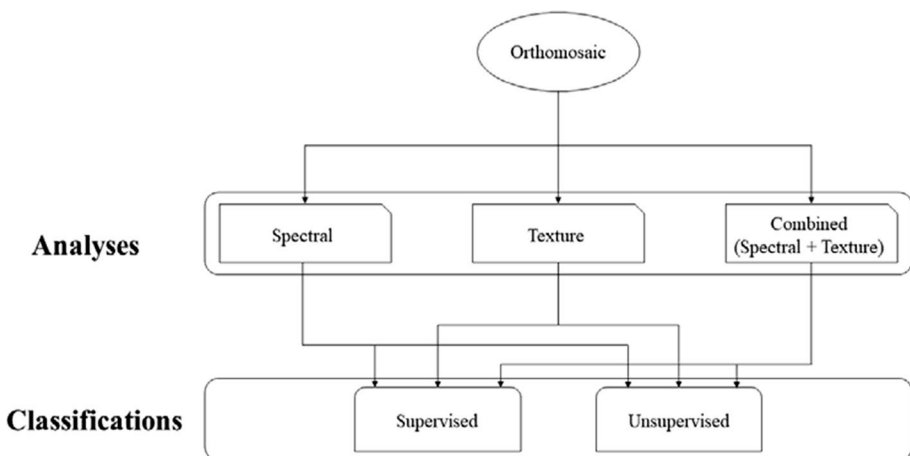 Orthomosaic
Analyses
Spectral
Texture
Combined
(Spectral + Texture)
Classifications
Supervised
Unsupervised